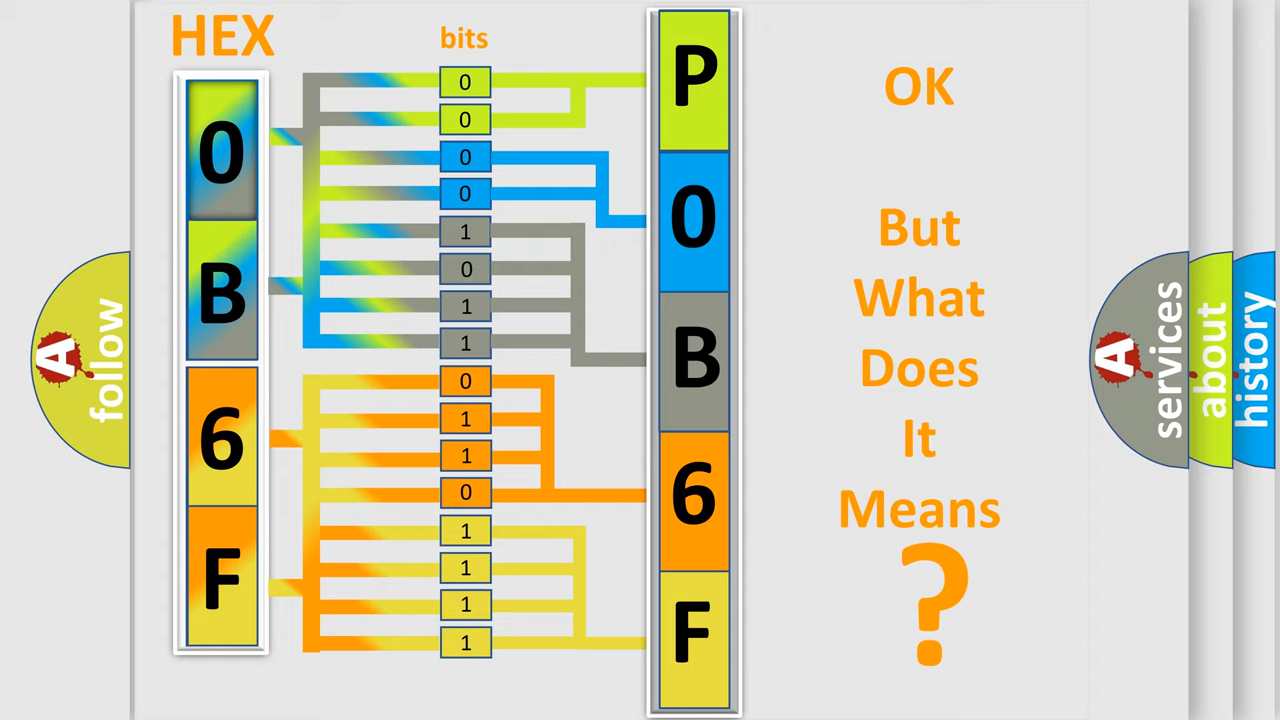 HEX
bits
0
B
6
F
0
0
0
0
1
0
1
1
0
1
1
0
1
1
1
1
P
0
B
6
F
OK
But
What
Does
It
Means
?
A
follow
A
services
about
history